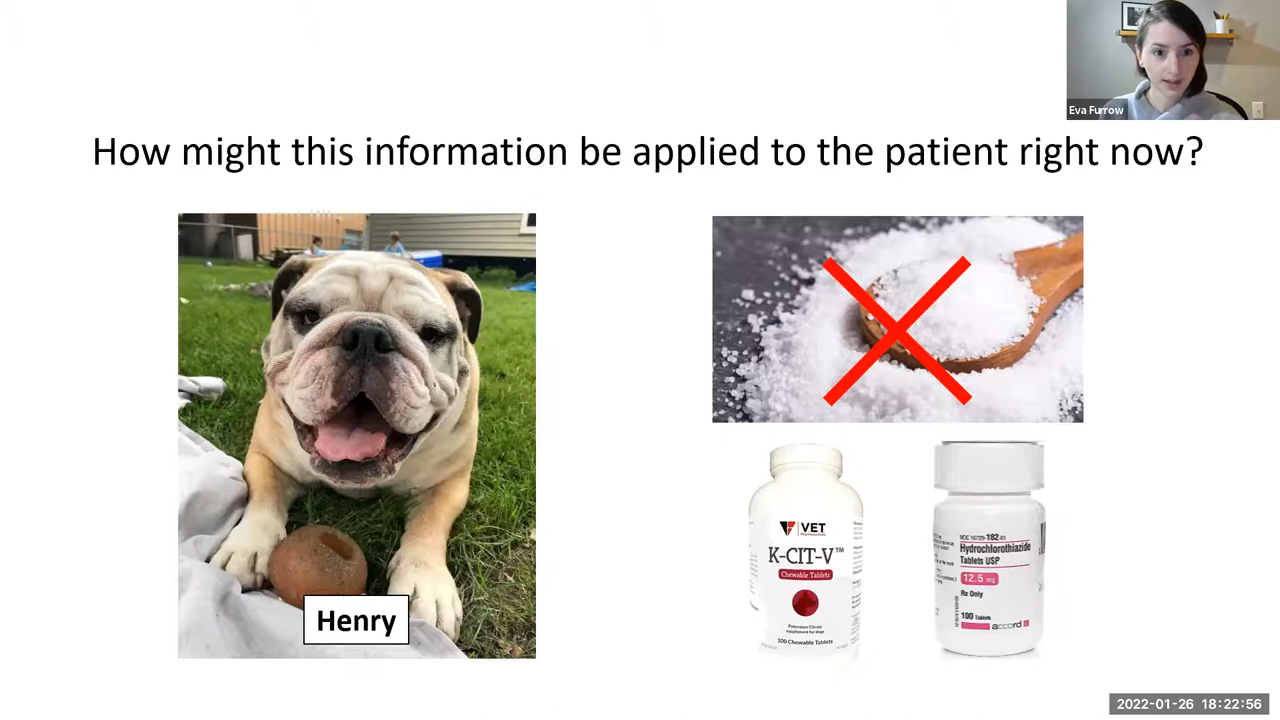 Eva Furrow
How might this information be applied to the patient right now?
Henry
VET
K-CIT-V™
Chewable Tablets
Potassium Citrate
supplement for dogs
100 Chewable Tablets
NDC 16729-182-01
Hydrochlorothiazide
Tablets USP
12.5 mg
Rx Only
100 Tablets
accord
2022-01-26 18:22:56